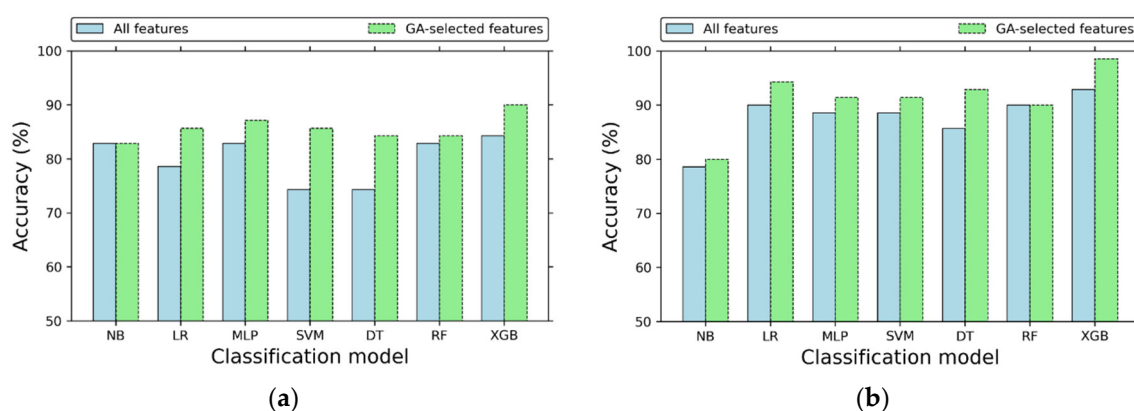 All features GA-selected features
100
90
80
70
60
50
Accuracy (%)
NB LR MLP SVM DT RF XGB
Classification model
(a)
All features GA-selected features
100
90
80
70
60
50
Accuracy (%)
NB LR MLP SVM DT RF XGB
Classification model
(b)